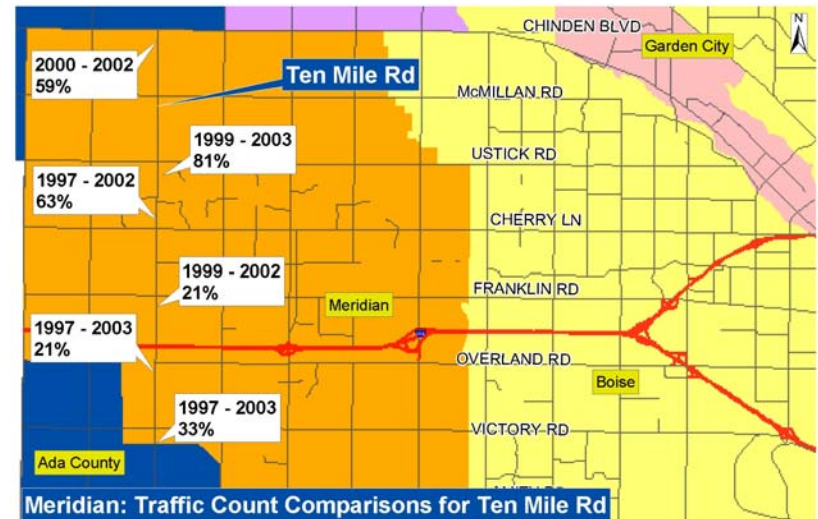 CHINDEN BLVD
N
Garden City
2000 - 2002
59%
Ten Mile Rd
McMILLAN RD
1999 - 2003
81%
USTICK RD
1997 - 2002
63%
CHERRY LN
1999 - 2002
21%
FRANKLIN RD
Meridian
1997 - 2003
21%
OVERLAND RD
Boise
1997 - 2003
33%
VICTORY RD
Ada County
Meridian: Traffic Count Comparisons for Ten Mile Rd